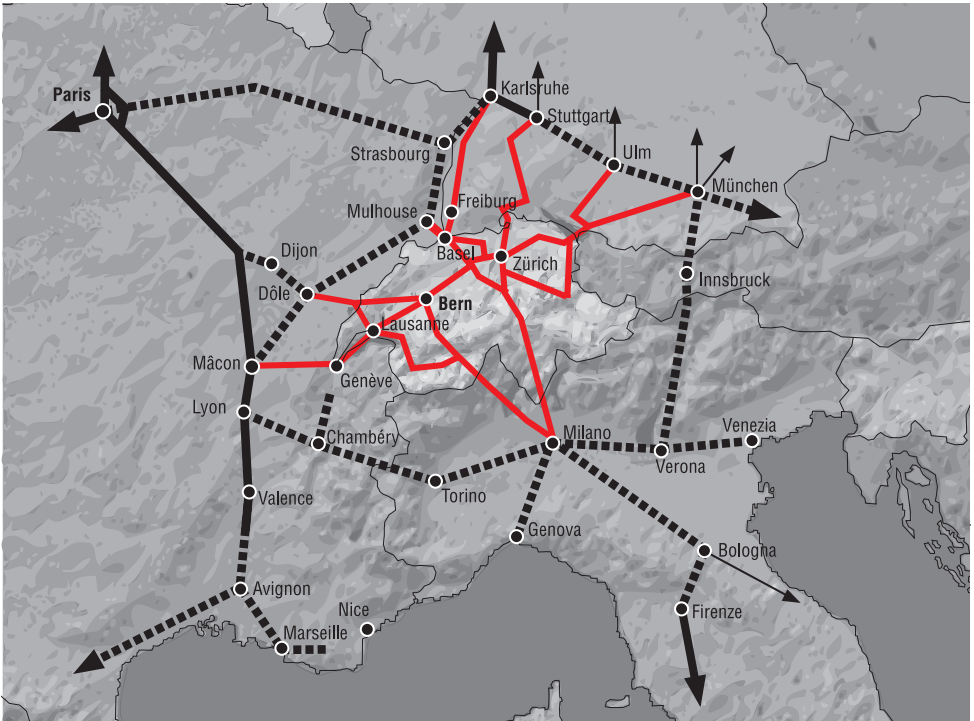 Karlsruhe
Paris
Stuttgart
Strasbourg
Ulm
München
Mulhouse
Freiburg
Basel
Dijon
Zürich
Innsbruck
Dôle
Bern
Lausanne
Mâcon
Genève
Lyon
Chambéry
Milano
Venezia
Verona
Torino
Valence
Genova
Bologna
Avignon
Nice
Firenze
Marseille